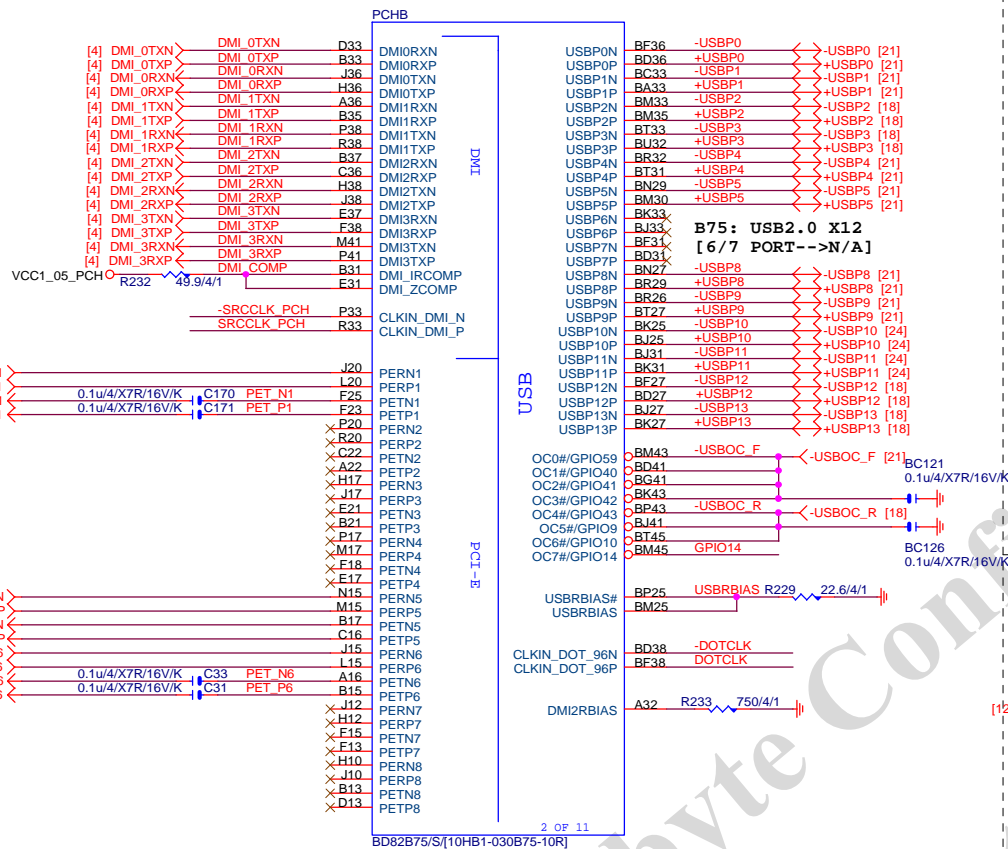 PCHB
[4] DMI_0TXN DMI_0TXN D33 DMI0RXN USBP0N BF36 -USBP0 -USBP0 [21]
[4] DMI_0TXP DMI_0TXP B33 DMI0RXP USBP0P BD36 +USBP0 +USBP0 [21]
[4] DMI_0RXN DMI_0RXN J36 DMI0TXN USBP1N BC33 -USBP1 -USBP1 [21]
[4] DMI_0RXP DMI_0RXP H36 DMI0TXP USBP1P BA33 +USBP1 +USBP1 [21]
[4] DMI_1TXN DMI_1TXN A36 DMI1RXN USBP2N BM33 -USBP2 -USBP2 [18]
[4] DMI_1TXP DMI_1TXP B35 DMI1RXP USBP2P BM35 +USBP2 +USBP2 [18]
[4] DMI_1RXN DMI_1RXN P38 DMI1TXN USBP3N BT33 -USBP3 -USBP3 [18]
[4] DMI_1RXP DMI_1RXP R38 DMI1TXP USBP3P BU32 +USBP3 +USBP3 [18]
[4] DMI_2TXN DMI_2TXN B37 DMI2RXN USBP4N BR32 -USBP4 -USBP4 [21]
[4] DMI_2TXP DMI_2TXP C36 DMI2RXP USBP4P BT31 +USBP4 +USBP4 [21]
[4] DMI_2RXN DMI_2RXN H38 DMI2TXN USBP5N BN29 -USBP5 -USBP5 [21]
[4] DMI_2RXP DMI_2RXP J38 DMI2TXP USBP5P BM30 +USBP5 +USBP5 [21]
[4] DMI_3TXN DMI_3TXN E37 DMI3RXN USBP6N BK33
[4] DMI_3TXP DMI_3TXP F38 DMI3RXP USBP6P BJ33 B75: USB2.0 X12
[4] DMI_3RXN DMI_3RXN M41 DMI3TXN USBP7N BF31 [6/7 PORT-->N/A]
[4] DMI_3RXP DMI_3RXP P41 DMI3TXP USBP7P BD31
VCC1_05_PCH R232 49.9/4/1 DMI_COMP B31 DMI_IRCOMP USBP8N BN27 -USBP8 -USBP8 [21]
E31 DMI_ZCOMP USBP8P BR29 +USBP8 +USBP8 [21]
USBP9N BR26 -USBP9 -USBP9 [21]
-SRCCLK_PCH P33 CLKIN_DMI_N USBP9P BT27 +USBP9 +USBP9 [21]
SRCCLK_PCH R33 CLKIN_DMI_P USBP10N BK25 -USBP10 -USBP10 [24]
USBP10P BJ25 +USBP10 +USBP10 [24]
USBP11N BJ31 -USBP11 -USBP11 [24]
J20 PERN1 USBP11P BK31 +USBP11 +USBP11 [24]
L20 PERP1 USBP12N BF27 -USBP12 -USBP12 [18]
0.1u/4/X7R/16V/K C170 PET_N1 F25 PETN1 USBP12P BD27 +USBP12 +USBP12 [18]
0.1u/4/X7R/16V/K C171 PET_P1 F23 PETP1 USBP13N BJ27 -USBP13 -USBP13 [18]
P20 PERN2 USBP13P BK27 +USBP13 +USBP13 [18]
R20 PERP2
C22 PETN2 OC0#/GPIO59 BM43 -USBOC_F -USBOC_F [21]
A22 PETP2 OC1#/GPIO40 BD41 BC121
H17 PERN3 OC2#/GPIO41 BG41 0.1u/4/X7R/16V/K
J17 PERP3 OC3#/GPIO42 BK43
E21 PETN3 OC4#/GPIO43 BP43 -USBOC_R -USBOC_R [18]
B21 PETP3 OC5#/GPIO9 BJ41
P17 PERN4 OC6#/GPIO10 BT45 BC126
M17 PERP4 OC7#/GPIO14 BM45 GPIO14 0.1u/4/X7R/16V/K
F18 PETN4
E17 PETP4
N15 PERN5 USBRBIAS# BP25 USBRBIAS R229 22.6/4/1
M15 PERP5 USBRBIAS BM25
B17 PETN5
C16 PETP5
J15 PERN6 CLKIN_DOT_96N BD38 -DOTCLK
L15 PERP6 CLKIN_DOT_96P BF38 DOTCLK
0.1u/4/X7R/16V/K C33 PET_N6 A16 PETN6
0.1u/4/X7R/16V/K C31 PET_P6 B15 PETP6
J12 PERN7 DMI2RBIAS A32 R233 750/4/1
H12 PERP7
F15 PETN7
F13 PETP7
H10 PERN8
J10 PERP8
B13 PETN8
D13 PETP8
DMI
USB
PCI-E
2 OF 11
BD82B75/S/[10HB1-030B75-10R]
[12
byte Confi